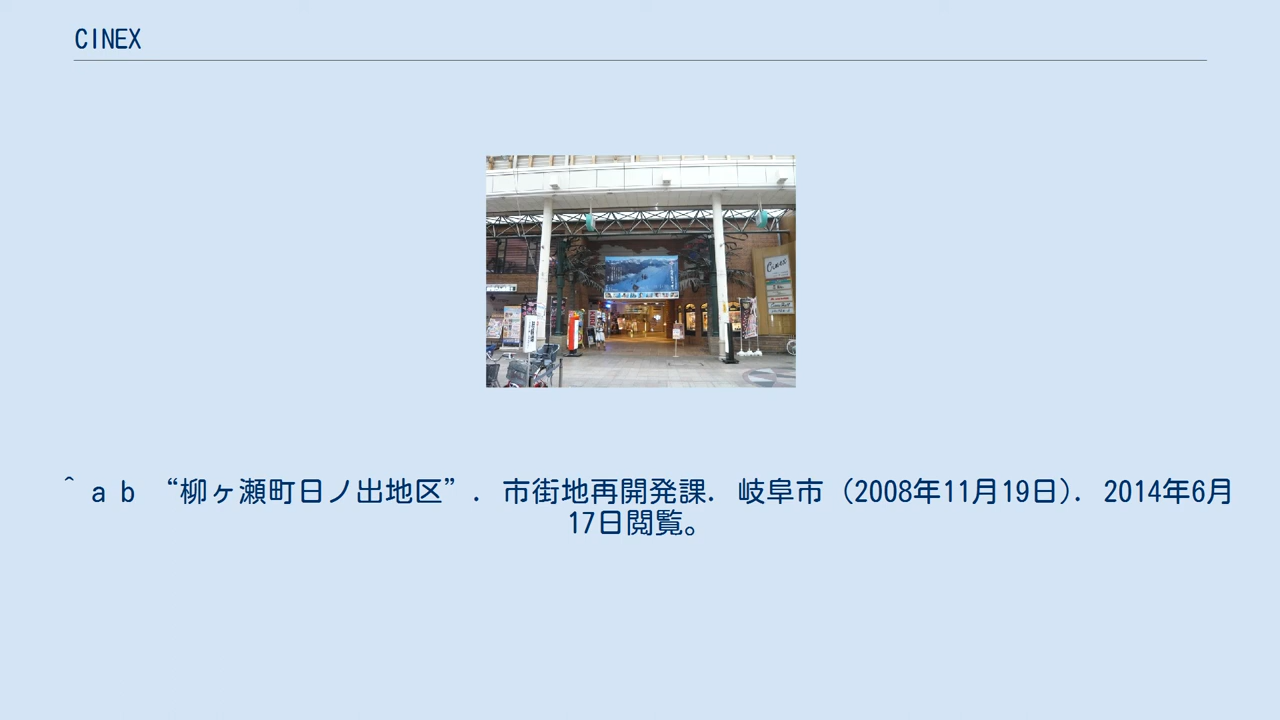 CINEX
Cinex
^ a b “柳ヶ瀬町日ノ出地区”. 市街地再開発課. 岐阜市 (2008年11月19日). 2014年6月
17日閲覧。